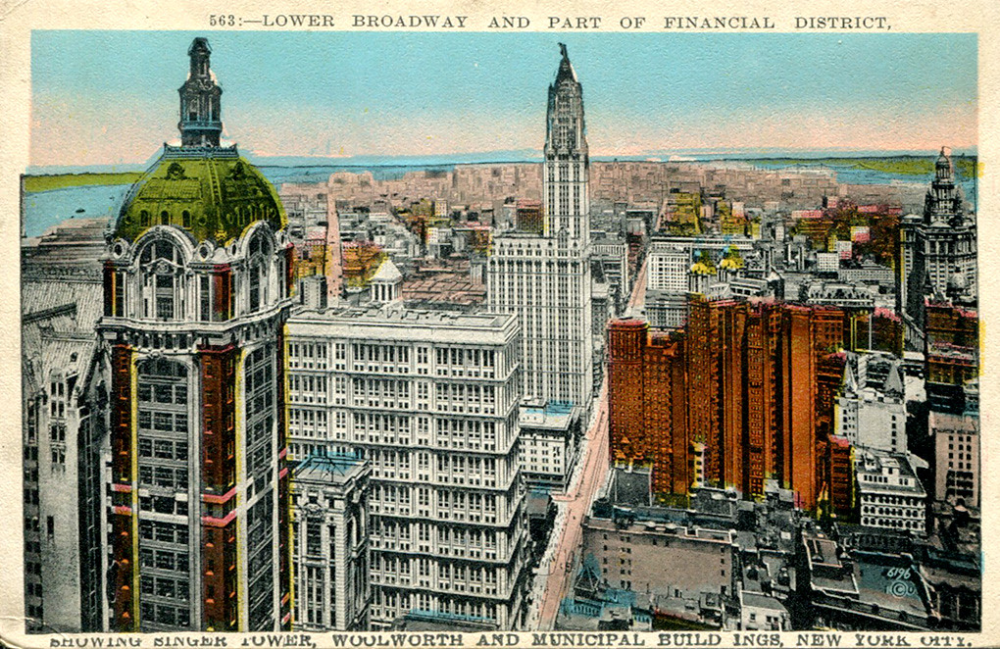 563:—LOWER BROADWAY AND PART OF FINANCIAL DISTRICT,
6196
©
SHOWING SINGER TOWER, WOOLWORTH AND MUNICIPAL BUILD INGS, NEW YORK CITY.